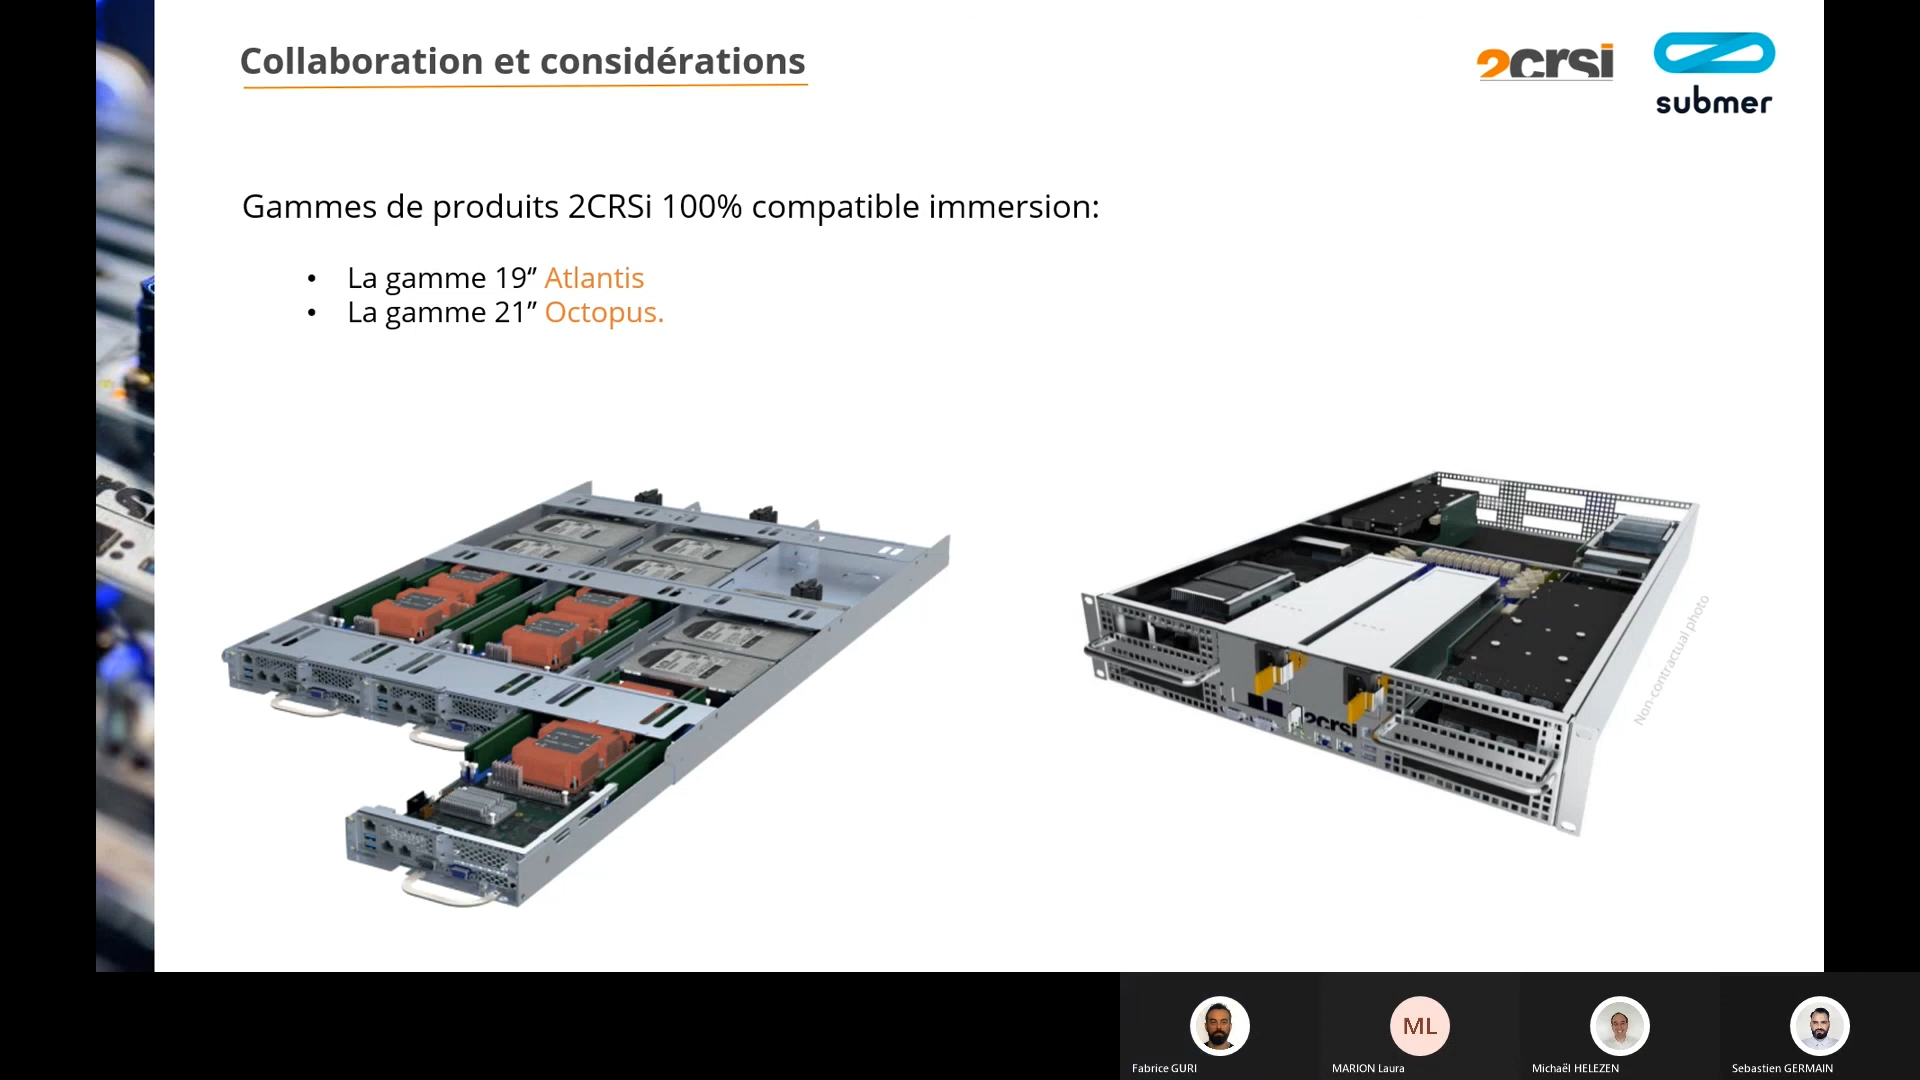 Collaboration et considérations
2crsi
submer
Gammes de produits 2CRSi 100% compatible immersion:
• La gamme 19” Atlantis
• La gamme 21” Octopus.
2crsi
Non-contractual photo
ML
Fabrice GURI
MARION Laura
Michaël HELEZEN
Sebastien GERMAIN